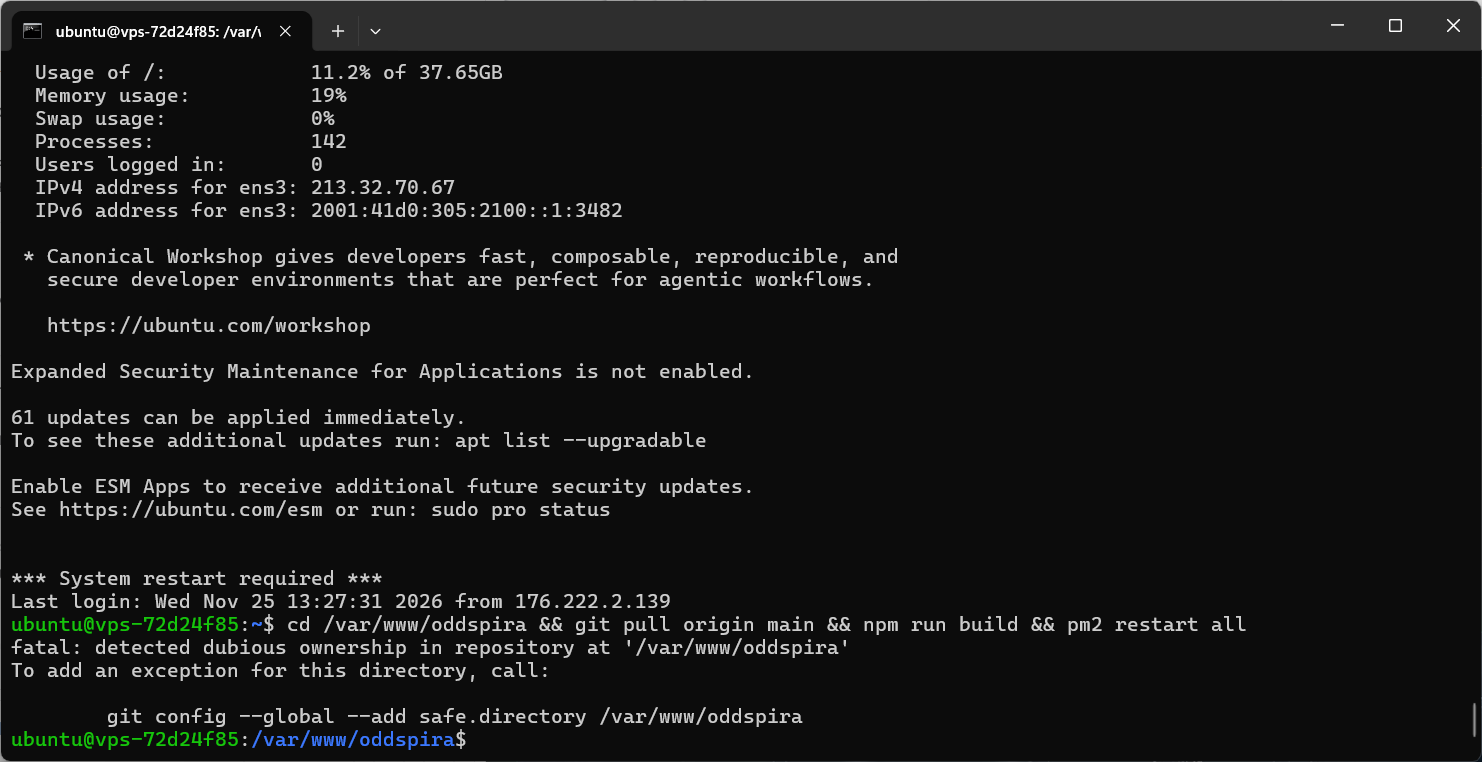 ubuntu@vps-72d24f85: /var/v
Usage of /: 11.2% of 37.65GB
Memory usage: 19%
Swap usage: 0%
Processes: 142
Users logged in: 0
IPv4 address for ens3: 213.32.70.67
IPv6 address for ens3: 2001:41d0:305:2100::1:3482
* Canonical Workshop gives developers fast, composable, reproducible, and
secure developer environments that are perfect for agentic workflows.
https://ubuntu.com/workshop
Expanded Security Maintenance for Applications is not enabled.
61 updates can be applied immediately.
To see these additional updates run: apt list --upgradable
Enable ESM Apps to receive additional future security updates.
See https://ubuntu.com/esm or run: sudo pro status
*** System restart required ***
Last login: Wed Nov 25 13:27:31 2026 from 176.222.2.139
ubuntu@vps-72d24f85:~$ cd /var/www/oddspira && git pull origin main && npm run build && pm2 restart all
fatal: detected dubious ownership in repository at '/var/www/oddspira'
To add an exception for this directory, call:
git config --global --add safe.directory /var/www/oddspira
ubuntu@vps-72d24f85:/var/www/oddspira$